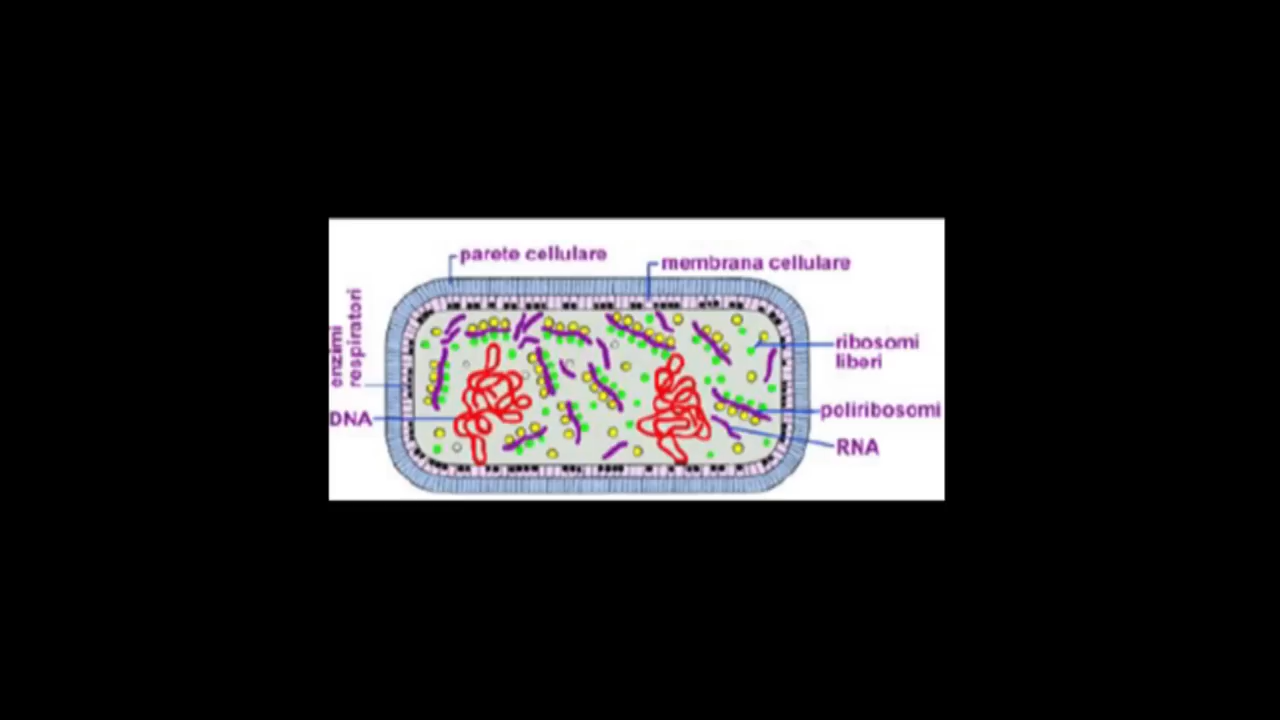 parete cellulare
membrana cellulare
enzimi
respiratori
ribosomi
liberi
DNA
poliribosomi
RNA